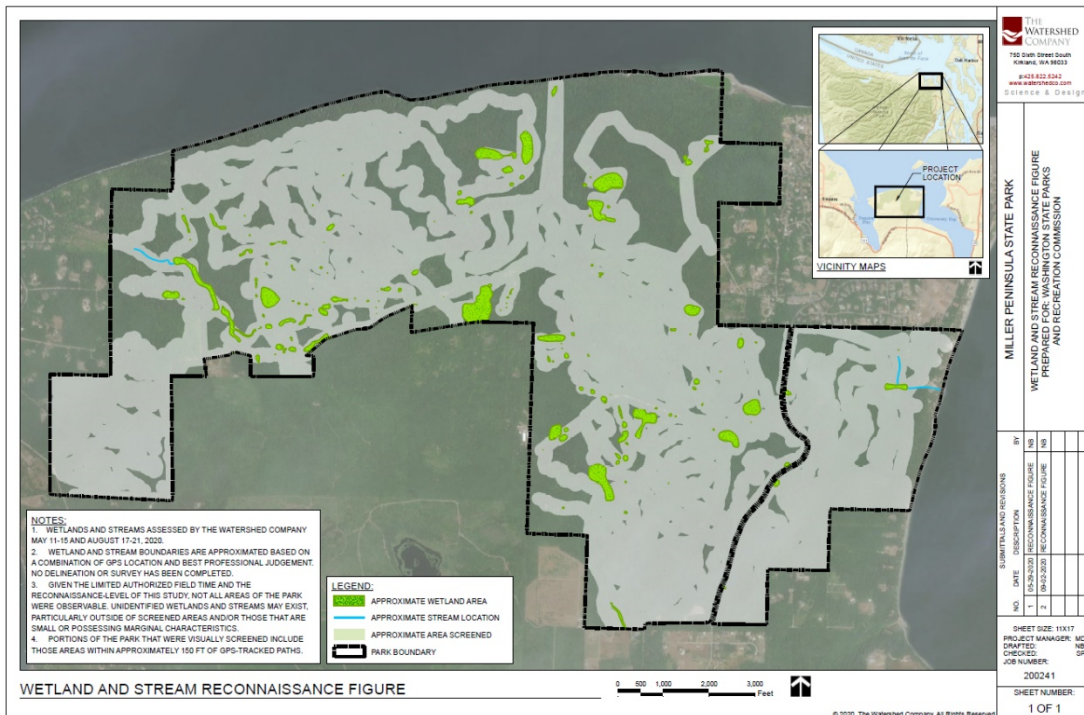 THE
WATERSHED
COMPANY
750 Sixth Street South
Kirkland, WA 98033
p 425.822.5242
www.watershedco.com
Science & Design
MILLER PENINSULA STATE PARK
WETLAND AND STREAM RECONNAISSANCE FIGURE
PREPARED FOR: WASHINGTON STATE PARKS
AND RECREATION COMMISSION
SUBMITTALS AND REVISIONS
NO. DATE DESCRIPTION BY
1 05-29-2020 RECONNAISSANCE FIGURE NB
2 09-02-2020 RECONNAISSANCE FIGURE NB
SHEET SIZE: 11X17
PROJECT MANAGER: MC
DRAFTED: NB
CHECKED: SP
JOB NUMBER:
200241
SHEET NUMBER:
1 OF 1
CANADA
UNITED STATES
Oak Harbor
PROJECT
LOCATION
VICINITY MAPS
NOTES:
1. WETLANDS AND STREAMS ASSESSED BY THE WATERSHED COMPANY
MAY 11-15 AND AUGUST 17-21, 2020.
2. WETLAND AND STREAM BOUNDARIES ARE APPROXIMATED BASED ON
A COMBINATION OF GPS LOCATION AND BEST PROFESSIONAL JUDGEMENT.
NO DELINEATION OR SURVEY HAS BEEN COMPLETED.
3. GIVEN THE LIMITED AUTHORIZED FIELD TIME AND THE
RECONNAISSANCE-LEVEL OF THIS STUDY, NOT ALL AREAS OF THE PARK
WERE OBSERVABLE. UNIDENTIFIED WETLANDS AND STREAMS MAY EXIST,
PARTICULARLY OUTSIDE OF SCREENED AREAS AND/OR THOSE THAT ARE
SMALL OR POSSESSING MARGINAL CHARACTERISTICS.
4. PORTIONS OF THE PARK THAT WERE VISUALLY SCREENED INCLUDE
THOSE AREAS WITHIN APPROXIMATELY 150 FT OF GPS-TRACKED PATHS.
LEGEND:
APPROXIMATE WETLAND AREA
APPROXIMATE STREAM LOCATION
APPROXIMATE AREA SCREENED
PARK BOUNDARY
WETLAND AND STREAM RECONNAISSANCE FIGURE
0 500 1,000 2,000 3,000
Feet
© 2020, The Watershed Company, All Rights Reserved